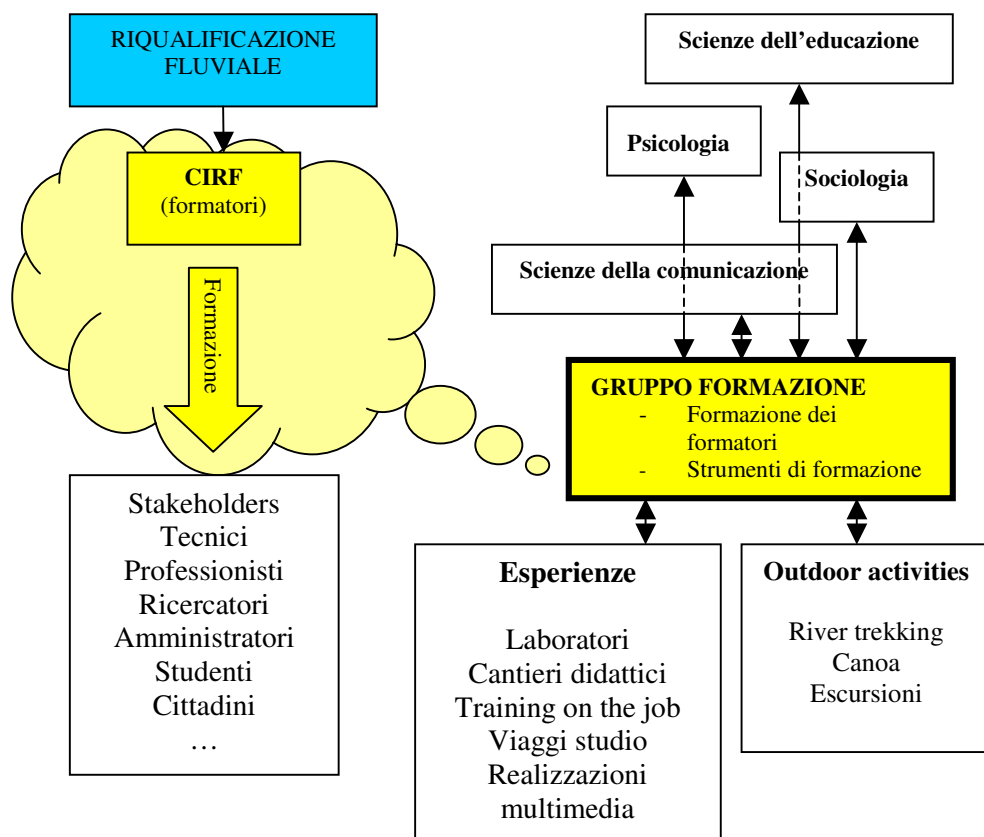 RIQUALIFICAZIONE
FLUVIALE
CIRF
(formatori)
Formazione
Stakeholders
Tecnici
Professionisti
Ricercatori
Amministratori
Studenti
Cittadini
…
Scienze dell’educazione
Psicologia
Sociologia
Scienze della comunicazione
GRUPPO FORMAZIONE
- Formazione dei
formatori
- Strumenti di formazione
Esperienze
Laboratori
Cantieri didattici
Training on the job
Viaggi studio
Realizzazioni
multimedia
Outdoor activities
River trekking
Canoa
Escursioni